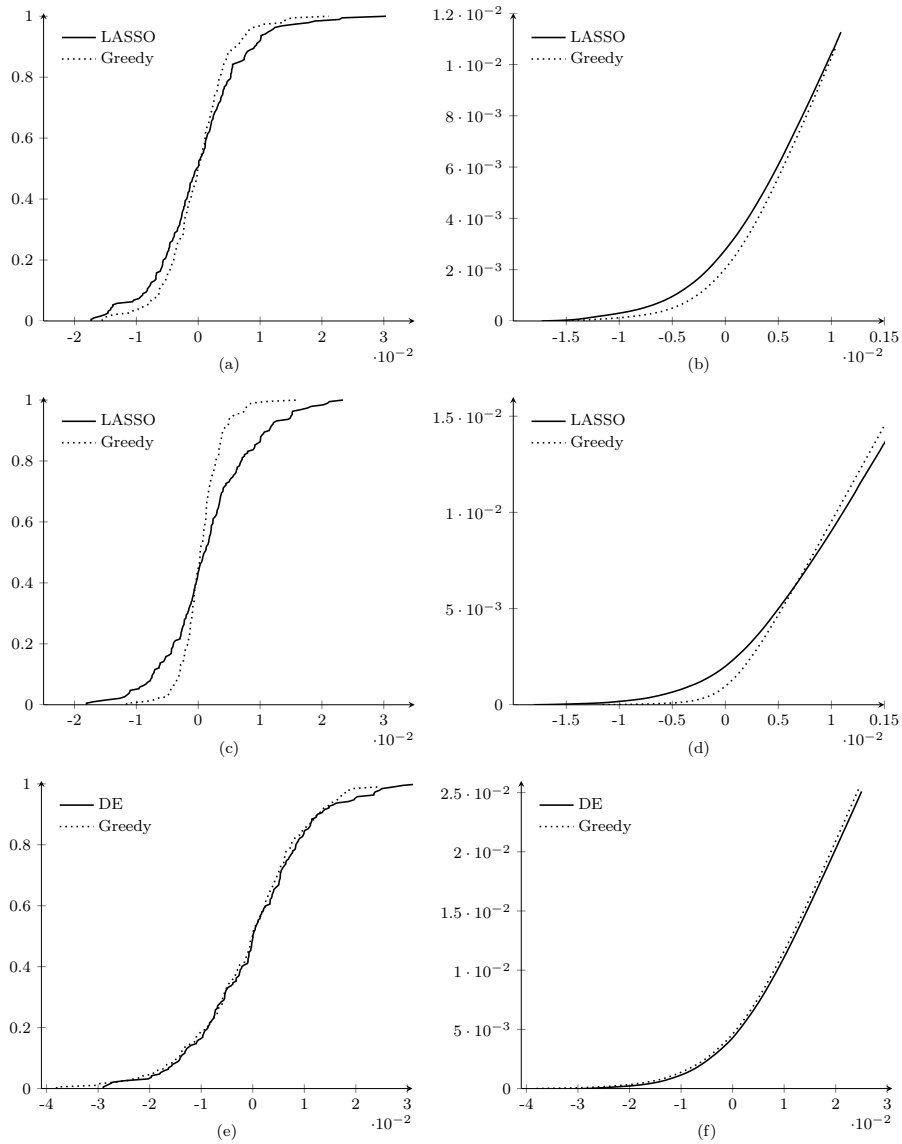 1
0.8
0.6
0.4
0.2
0
LASSO
Greedy
-2 -1 0 1 2 3
·10⁻²
(a)
1.2 · 10⁻²
1 · 10⁻²
8 · 10⁻³
6 · 10⁻³
4 · 10⁻³
2 · 10⁻³
0
LASSO
Greedy
-1.5 -1 -0.5 0 0.5 1 0.15
·10⁻²
(b)
1
0.8
0.6
0.4
0.2
0
LASSO
Greedy
-2 -1 0 1 2 3
·10⁻²
(c)
1.5 · 10⁻²
1 · 10⁻²
5 · 10⁻³
0
LASSO
Greedy
-1.5 -1 -0.5 0 0.5 1 0.15
·10⁻²
(d)
1
0.8
0.6
0.4
0.2
0
DE
Greedy
-4 -3 -2 -1 0 1 2 3
·10⁻²
(e)
2.5 · 10⁻²
2 · 10⁻²
1.5 · 10⁻²
1 · 10⁻²
5 · 10⁻³
0
DE
Greedy
-4 -3 -2 -1 0 1 2 3
·10⁻²
(f)